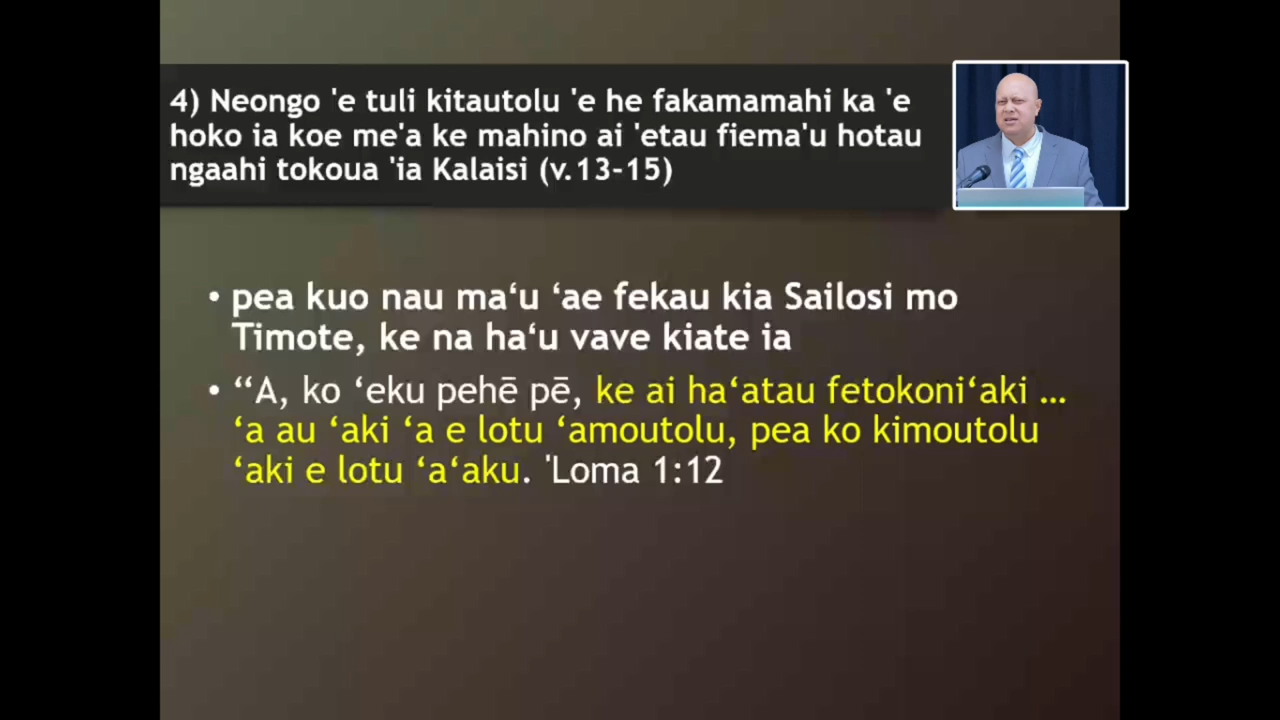 4) Neongo 'e tuli kitautolu 'e he fakamamahi ka 'e
hoko ia koe me'a ke mahino ai 'etau fiema'u hotau
ngaahi tokoua 'ia Kalaisi (v.13-15)
• pea kuo nau ma‘u ‘ae fekau kia Sailosi mo
Timote, ke na ha‘u vave kiate ia
• ‘‘A, ko ‘eku pehē pē, ke ai ha‘atau fetokoni‘aki ...
‘a au ‘aki ‘a e lotu ‘amoutolu, pea ko kimoutolu
‘aki e lotu ‘a‘aku. 'Loma 1:12